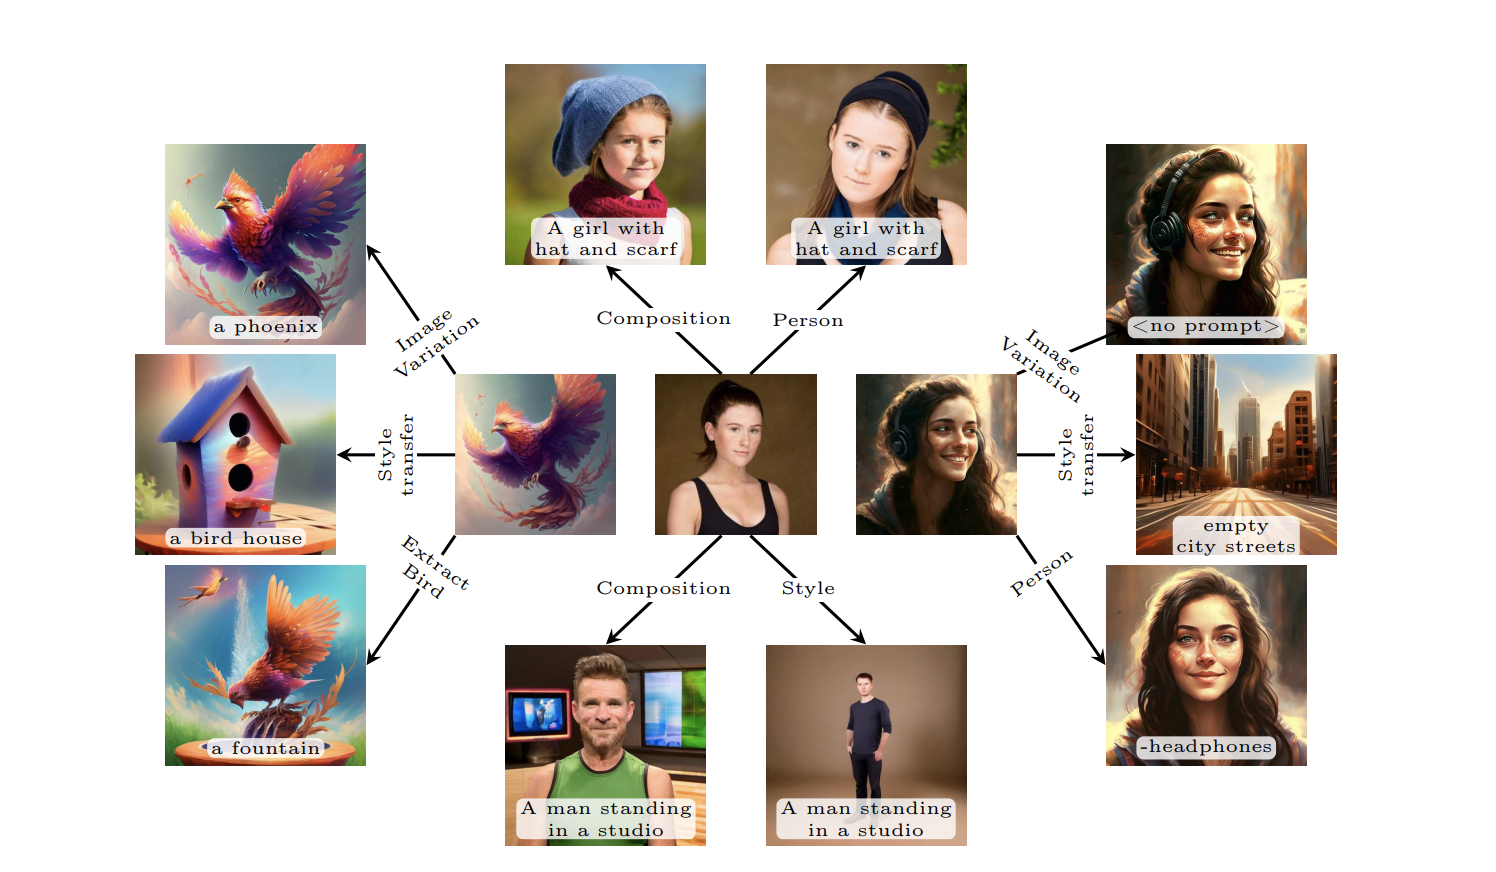 A girl with
hat and scarf
A girl with
hat and scarf
a phoenix
<no prompt>
Composition
Person
Image
Variation
Image
Variation
Style
transfer
Style
transfer
a bird house
empty
city streets
Extract
Bird
Person
Composition
Style
a fountain
-headphones
A man standing
in a studio
A man standing
in a studio